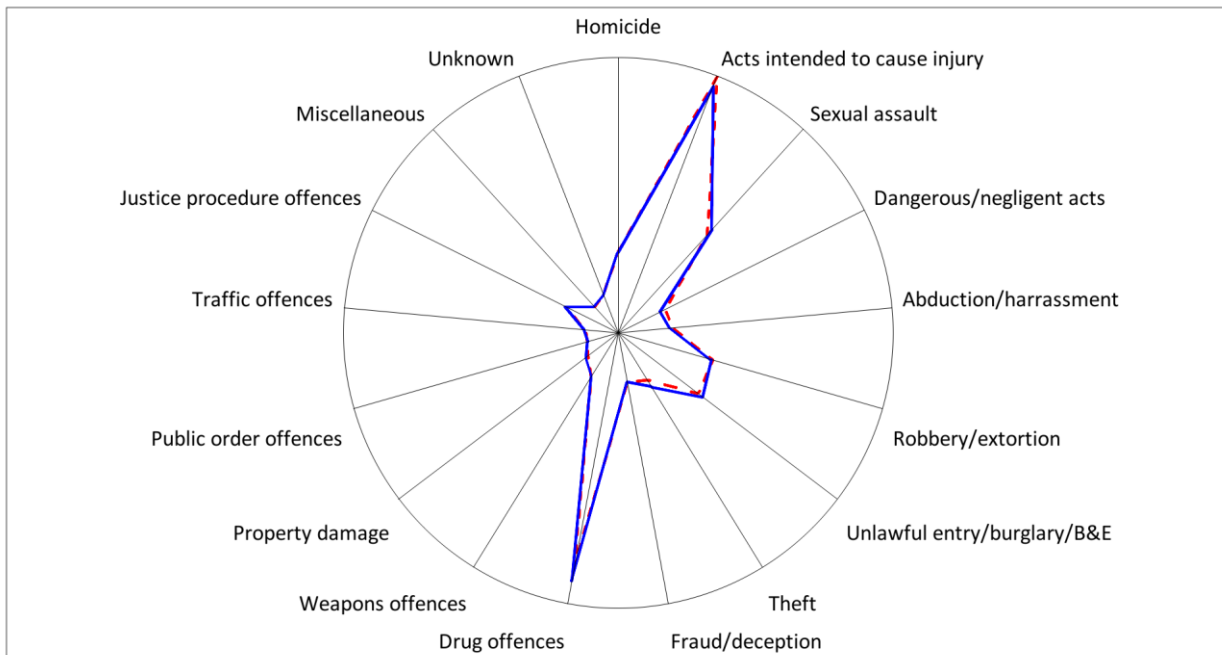 Homicide
Acts intended to cause injury
Sexual assault
Dangerous/negligent acts
Abduction/harrassment
Robbery/extortion
Unlawful entry/burglary/B&E
Theft
Fraud/deception
Drug offences
Weapons offences
Property damage
Public order offences
Traffic offences
Justice procedure offences
Miscellaneous
Unknown